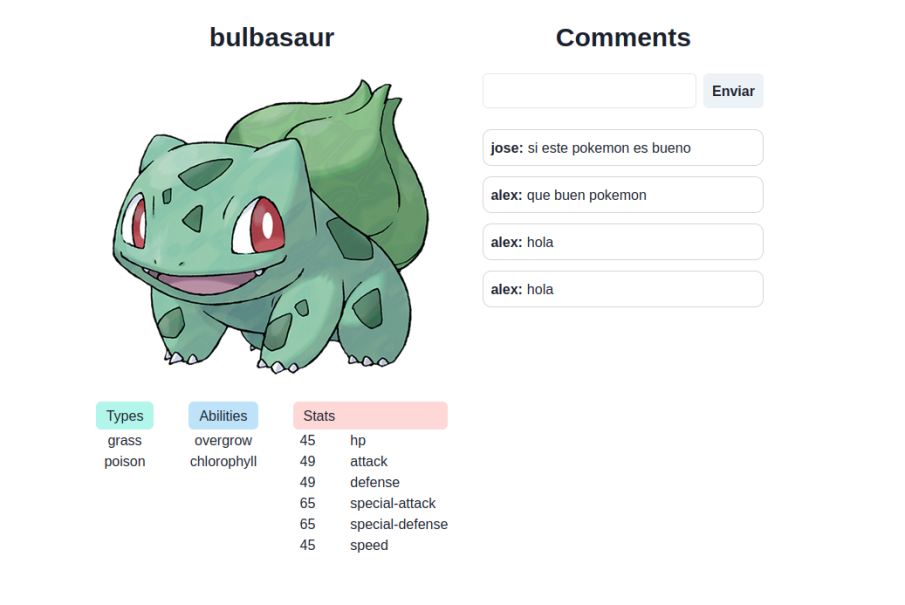 bulbasaur
Comments
Enviar
jose: si este pokemon es bueno
alex: que buen pokemon
alex: hola
alex: hola
Types Abilities Stats
grass overgrow 45 hp
poison chlorophyll 49 attack
49 defense
65 special-attack
65 special-defense
45 speed